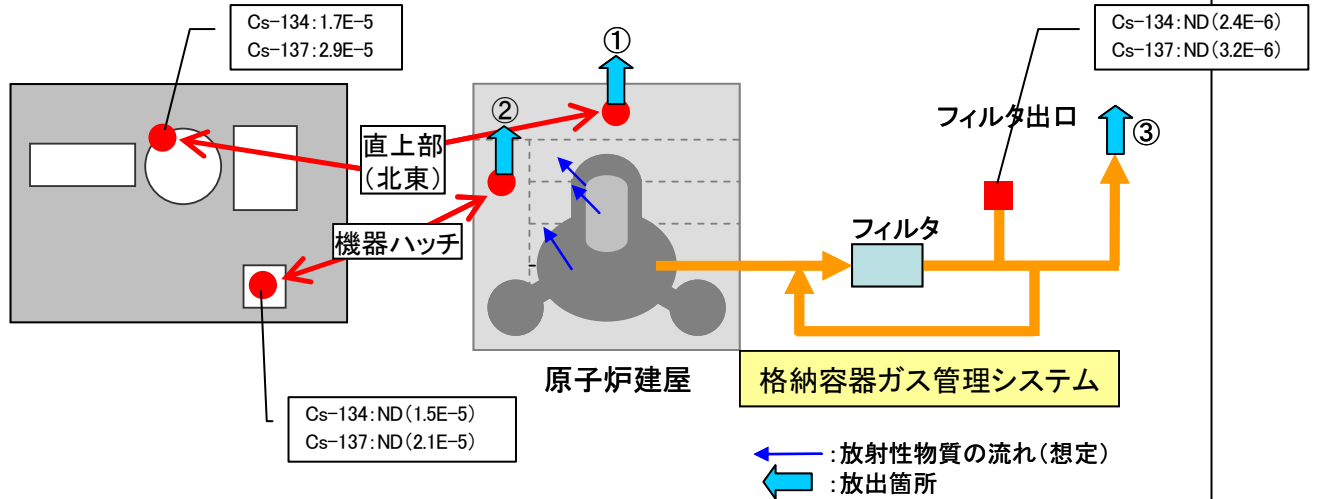 Cs-134:1.7E-5
Cs-137:2.9E-5
Cs-134:ND(2.4E-6)
Cs-137:ND(3.2E-6)
①
②
直上部
(北東)
フィルタ出口
③
機器ハッチ
フィルタ
原子炉建屋
格納容器ガス管理システム
Cs-134:ND(1.5E-5)
Cs-137:ND(2.1E-5)
:放射性物質の流れ(想定)
:放出箇所